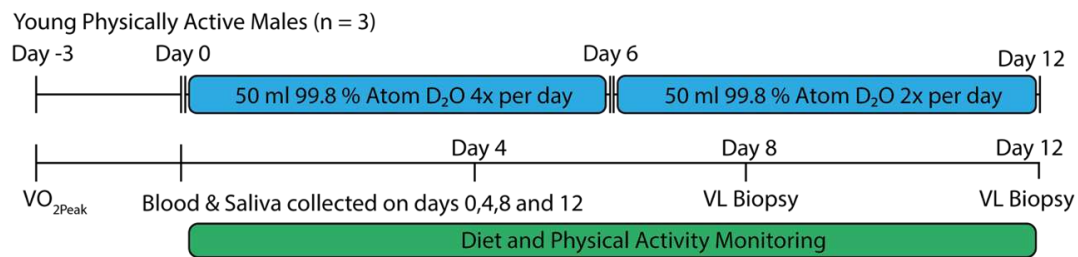 Young Physically Active Males (n = 3)
Day -3 Day 0 Day 6 Day 12
50 ml 99.8 % Atom D₂O 4x per day 50 ml 99.8 % Atom D₂O 2x per day
Day 4 Day 8 Day 12
VO₂Peak Blood & Saliva collected on days 0,4,8 and 12 VL Biopsy VL Biopsy
Diet and Physical Activity Monitoring